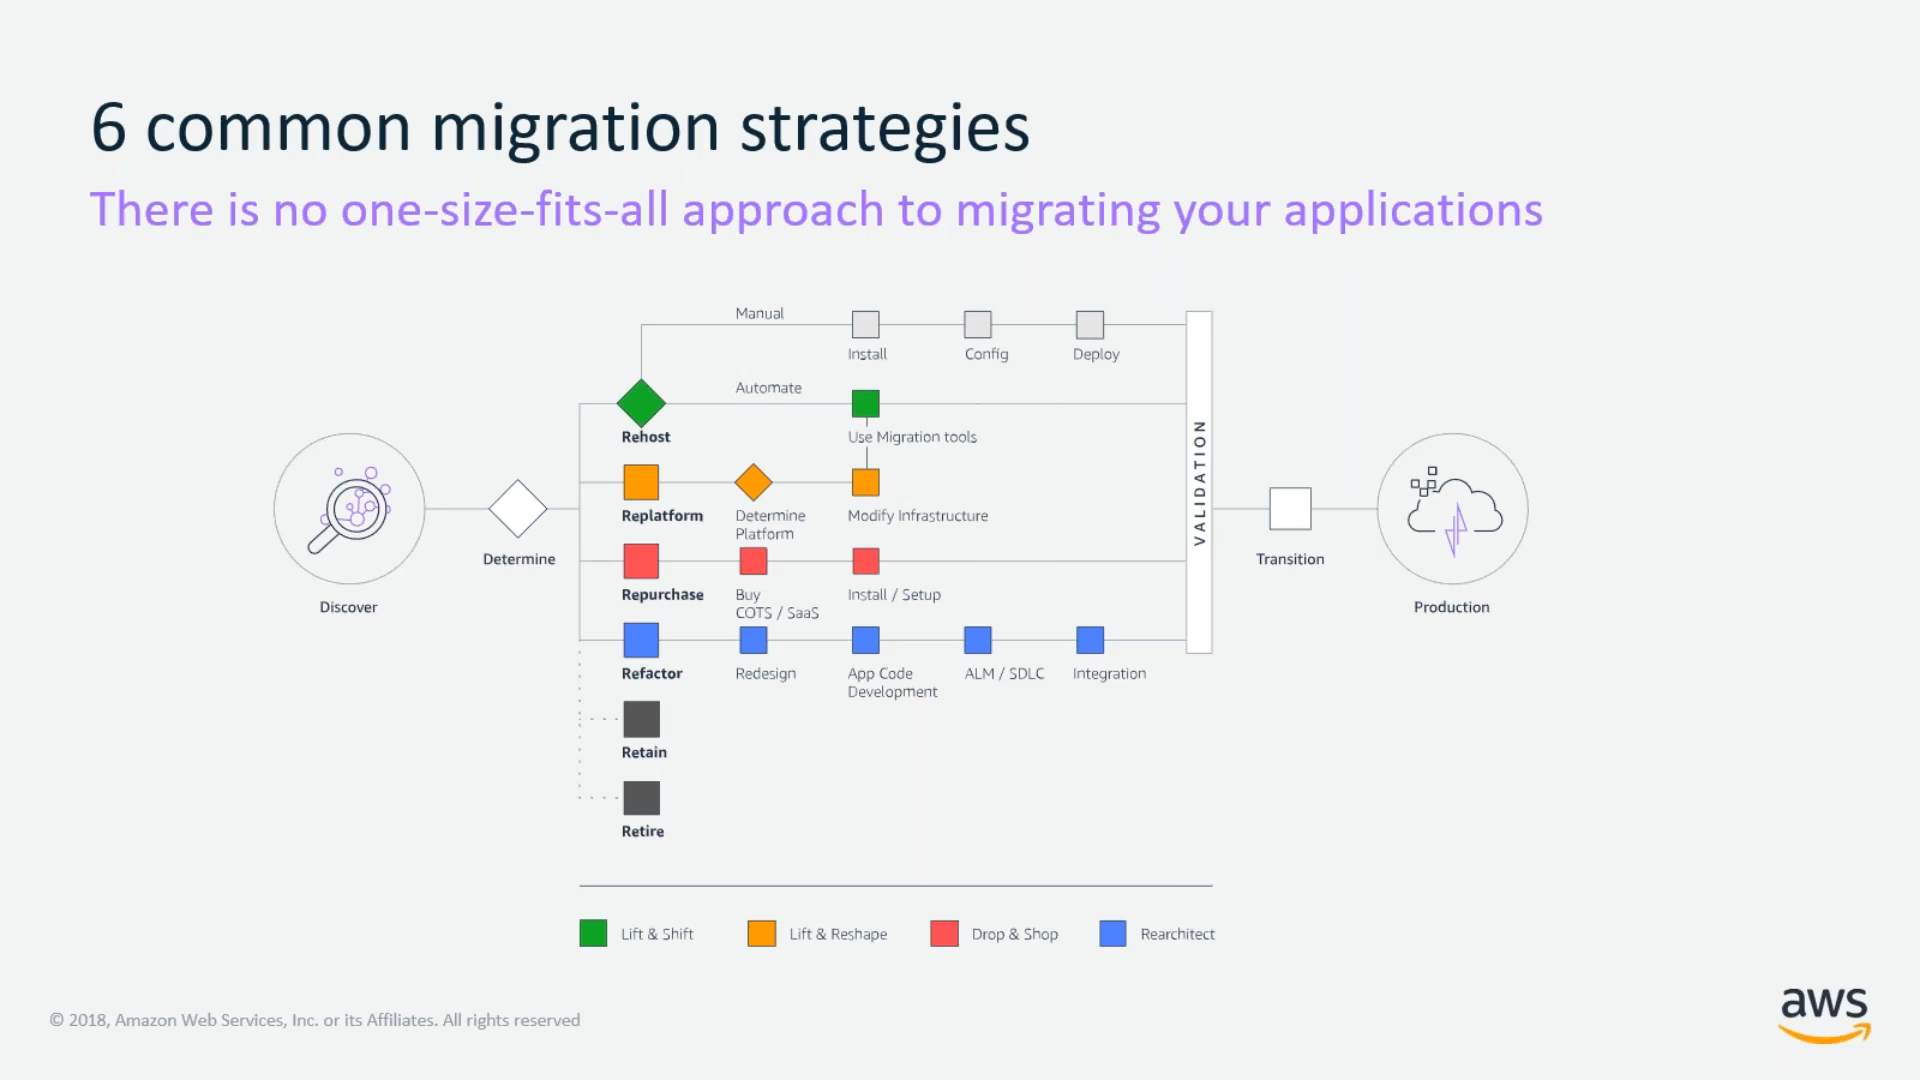 6 common migration strategies
There is no one-size-fits-all approach to migrating your applications
Manual
Install
Config
Deploy
Automate
Rehost
Use Migration tools
Replatform
Determine
Platform
Modify Infrastructure
Repurchase
Buy
COTS / SaaS
Install / Setup
Refactor
Redesign
App Code
Development
ALM / SDLC
Integration
Retain
Retire
Discover
Determine
VALIDATION
Transition
Production
Lift & Shift
Lift & Reshape
Drop & Shop
Rearchitect
© 2018, Amazon Web Services, Inc. or its Affiliates. All rights reserved
aws